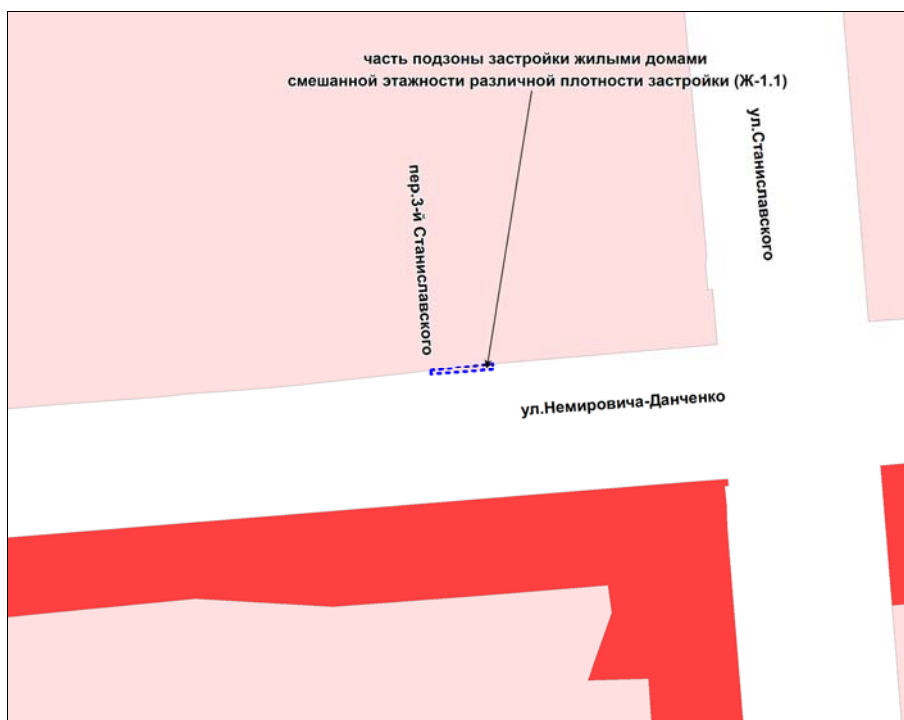 часть подзоны застройки жилыми домами
смешанной этажности различной плотности застройки (Ж-1.1)
ул.Станиславского
пер.3-й Станиславского
ул.Немировича-Данченко